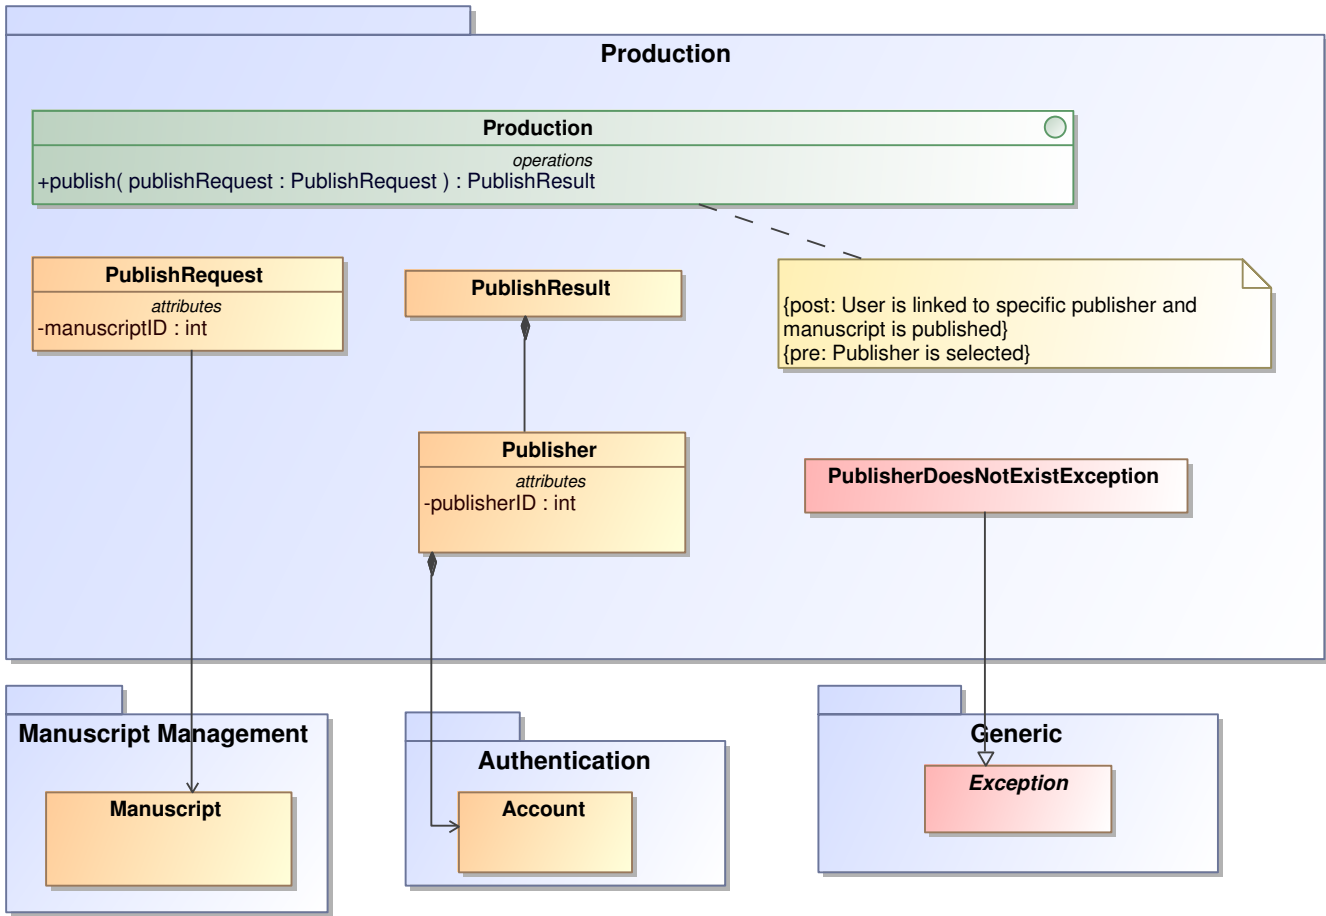 Production
Production
operations
+publish( publishRequest : PublishRequest ) : PublishResult
PublishRequest
attributes
-manuscriptID : int
PublishResult
{post: User is linked to specific publisher and
manuscript is published}
{pre: Publisher is selected}
Publisher
attributes
-publisherID : int
PublisherDoesNotExistException
Manuscript Management
Manuscript
Authentication
Account
Generic
Exception